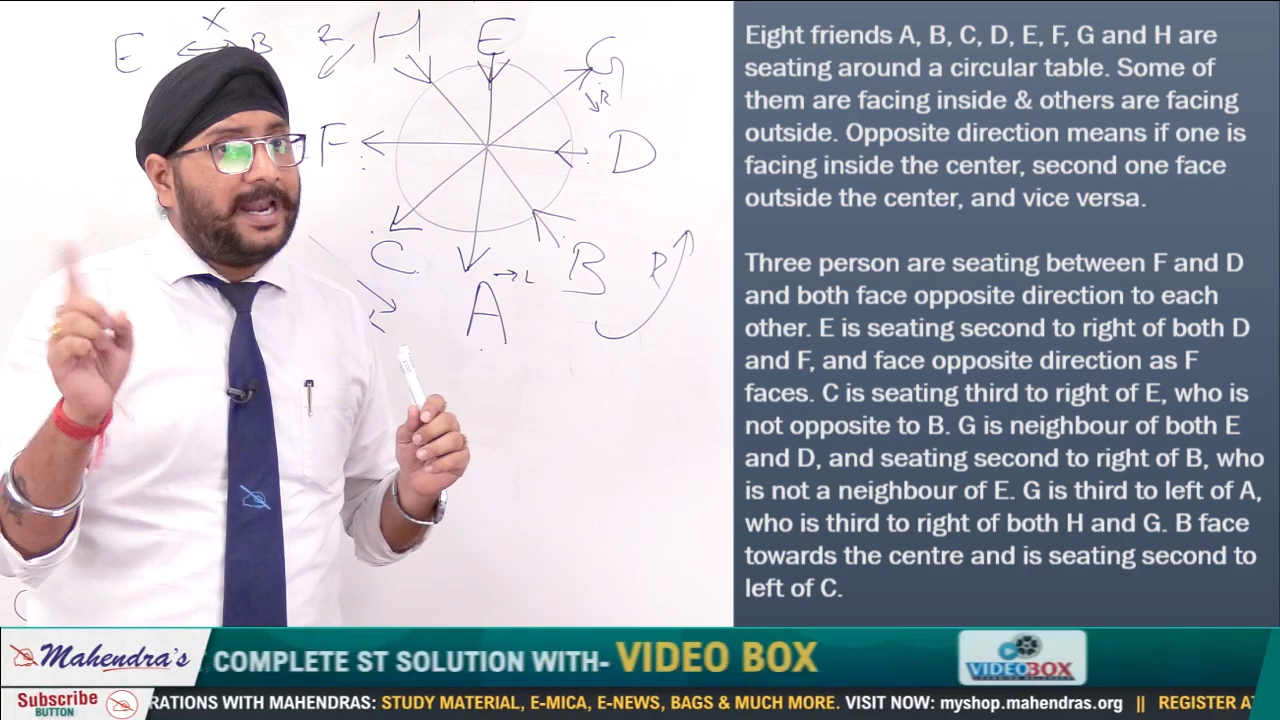 E X B R H E G
R
F D
C B R
L
A
Eight friends A, B, C, D, E, F, G and H are
seating around a circular table. Some of
them are facing inside & others are facing
outside. Opposite direction means if one is
facing inside the center, second one face
outside the center, and vice versa.
Three person are seating between F and D
and both face opposite direction to each
other. E is seating second to right of both D
and F, and face opposite direction as F
faces. C is seating third to right of E, who is
not opposite to B. G is neighbour of both E
and D, and seating second to right of B, who
is not a neighbour of E. G is third to left of A,
who is third to right of both H and G. B face
towards the centre and is seating second to
left of C.
Mahendra's
COMPLETE ST SOLUTION WITH- VIDEO BOX
VIDEOBOX
Subscribe
BUTTON
RATIONS WITH MAHENDRAS: STUDY MATERIAL, E-MICA, E-NEWS, BAGS & MUCH MORE. VISIT NOW: myshop.mahendras.org || REGISTER A